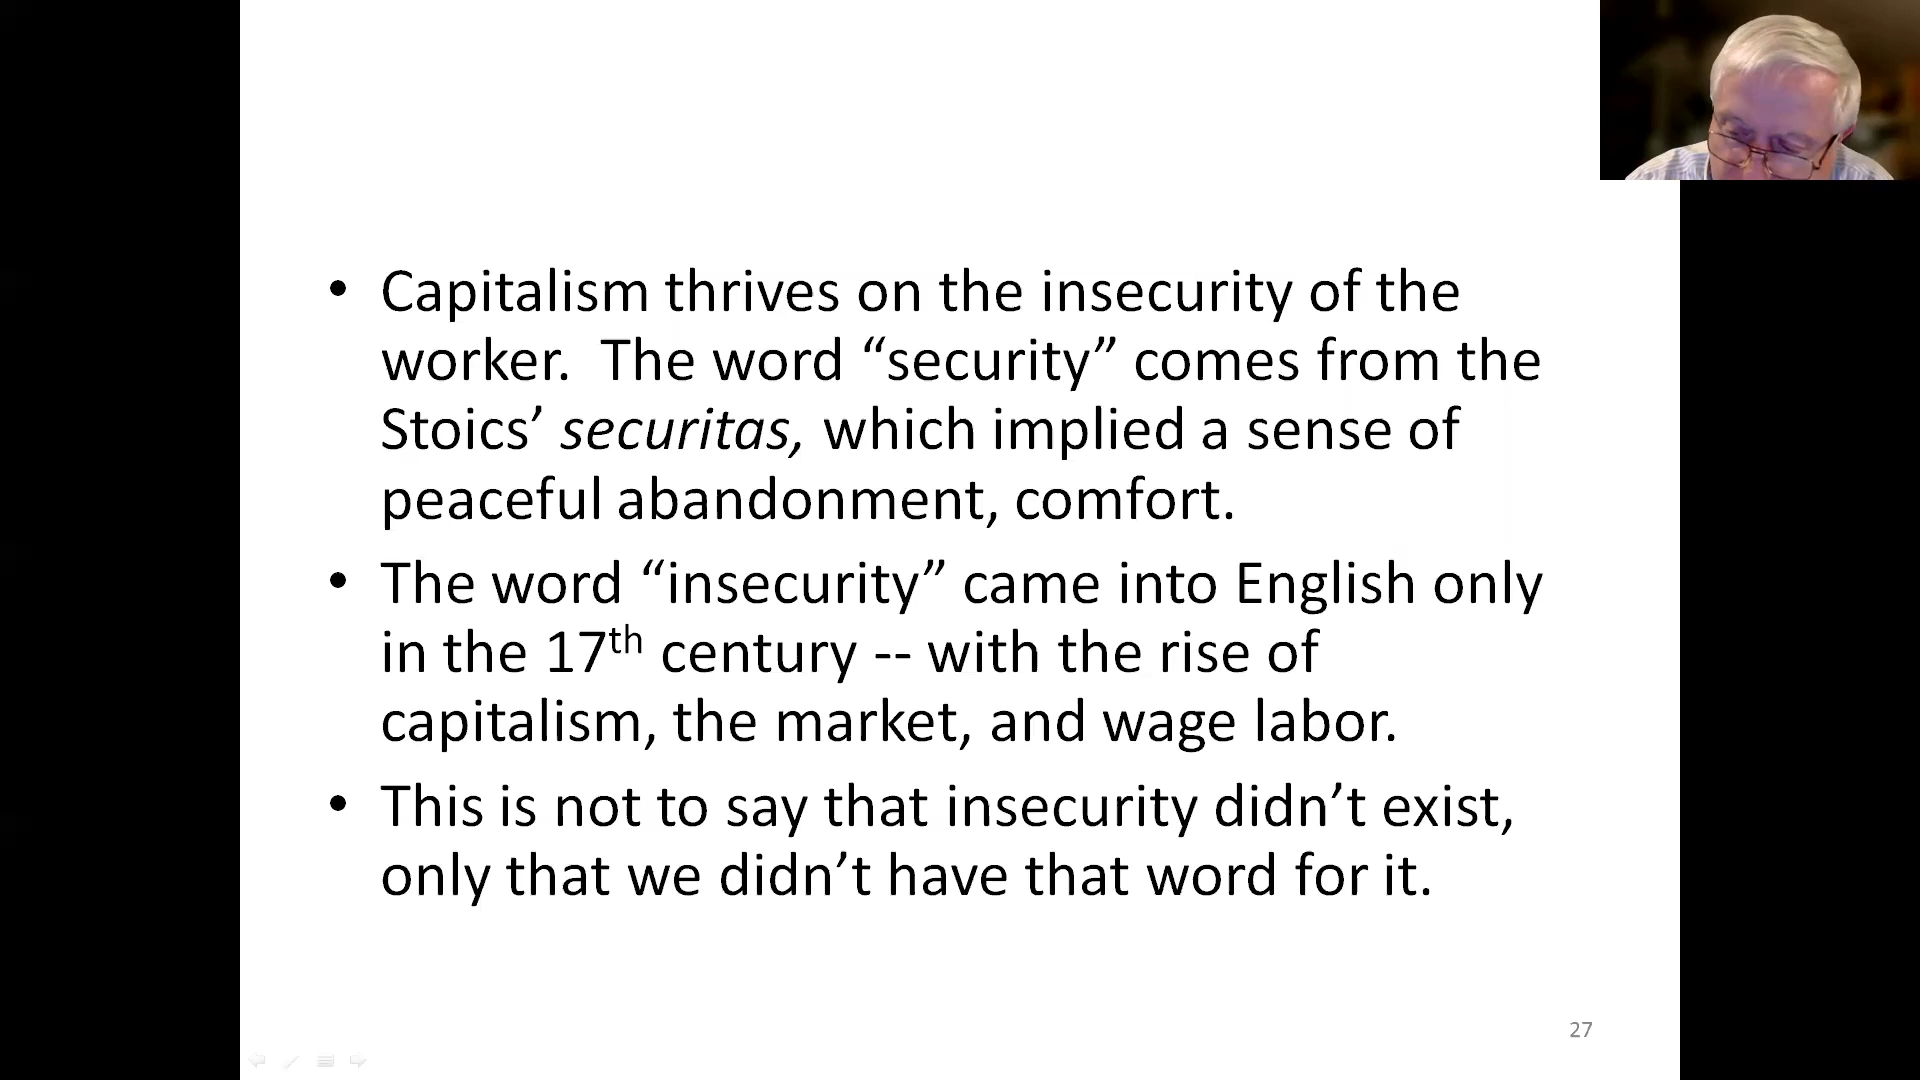 • Capitalism thrives on the insecurity of the
worker.  The word “security” comes from the
Stoics’ securitas, which implied a sense of
peaceful abandonment, comfort.
• The word “insecurity” came into English only
in the 17th century -- with the rise of
capitalism, the market, and wage labor.
• This is not to say that insecurity didn’t exist,
only that we didn’t have that word for it.
27